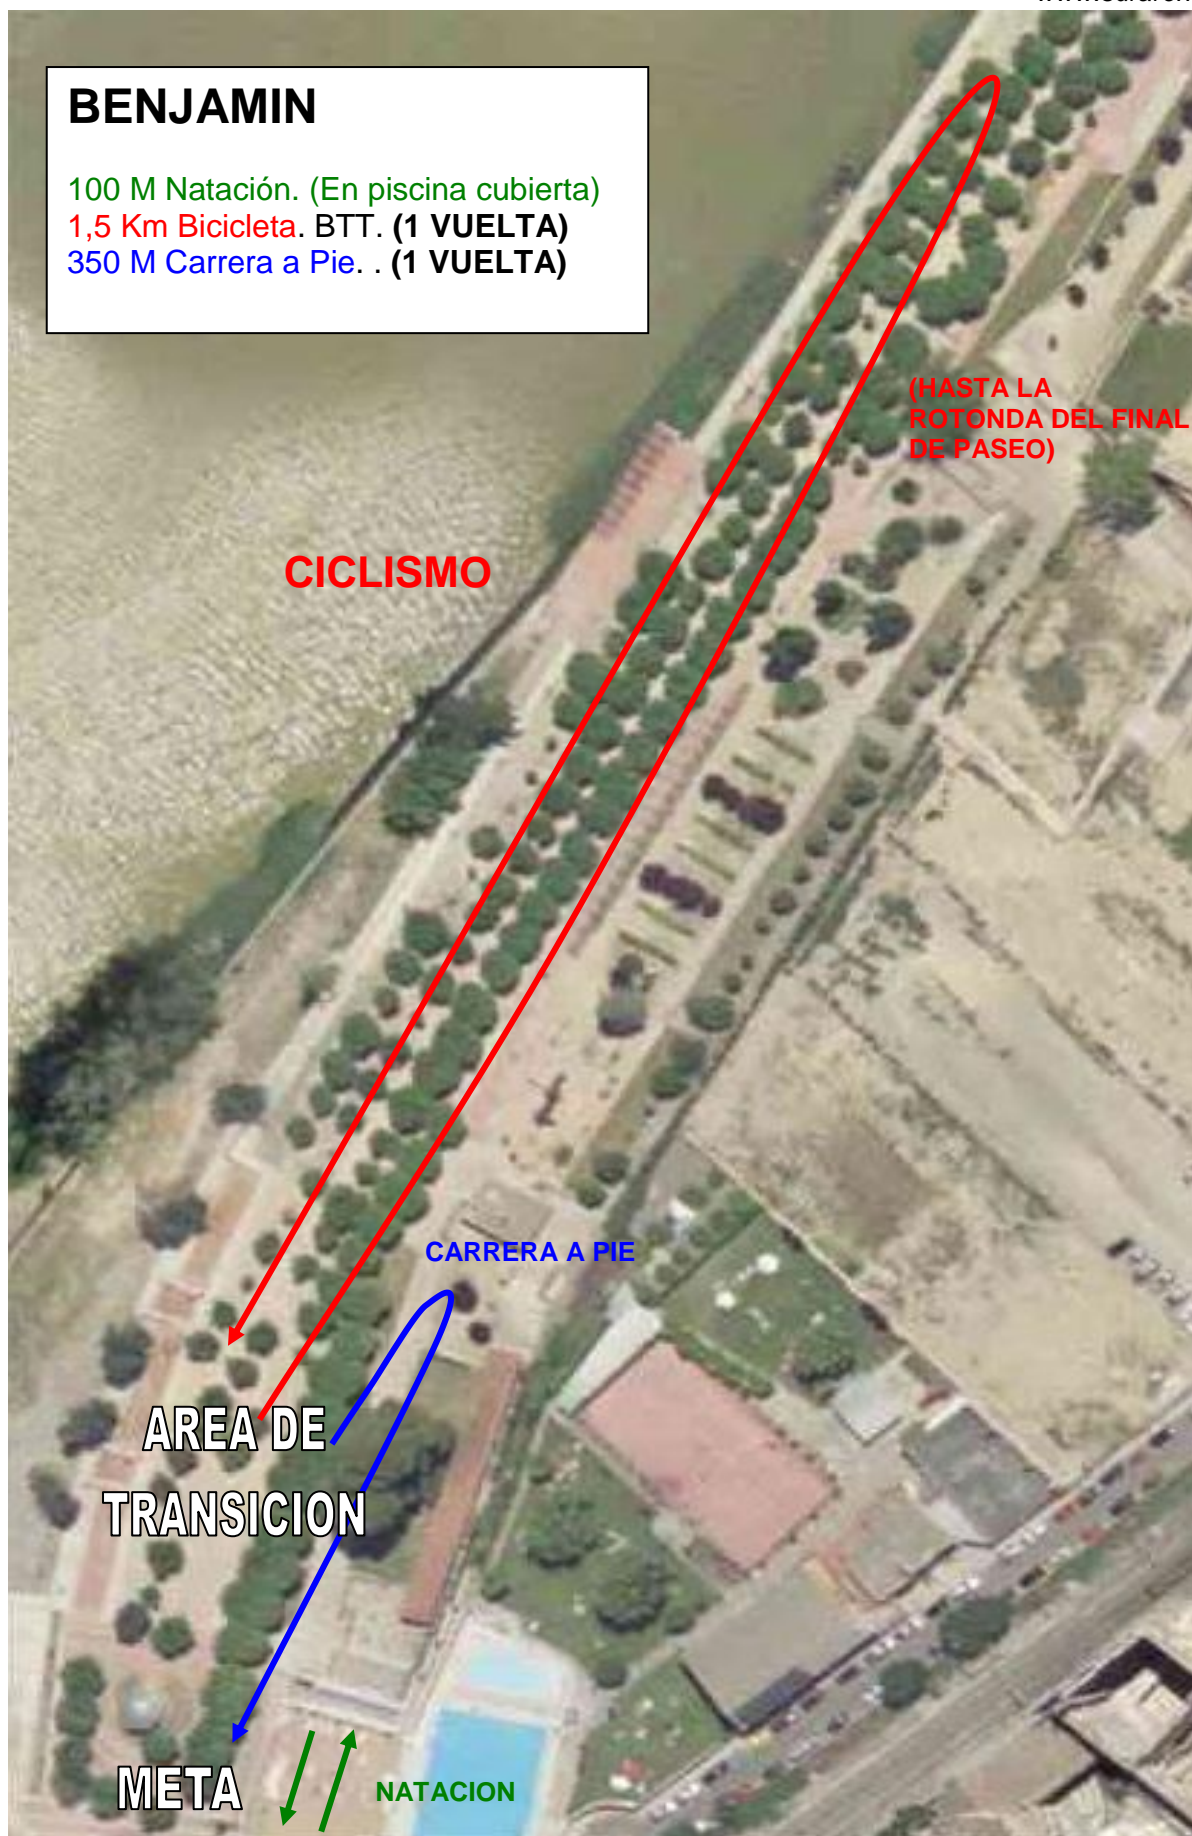 BENJAMIN
100 M Natación. (En piscina cubierta)
1,5 Km Bicicleta. BTT. (1 VUELTA)
350 M Carrera a Pie. . (1 VUELTA)
(HASTA LA
ROTONDA DEL FINAL
DE PASEO)
CICLISMO
CARRERA A PIE
AREA DE
TRANSICION
META
NATACION